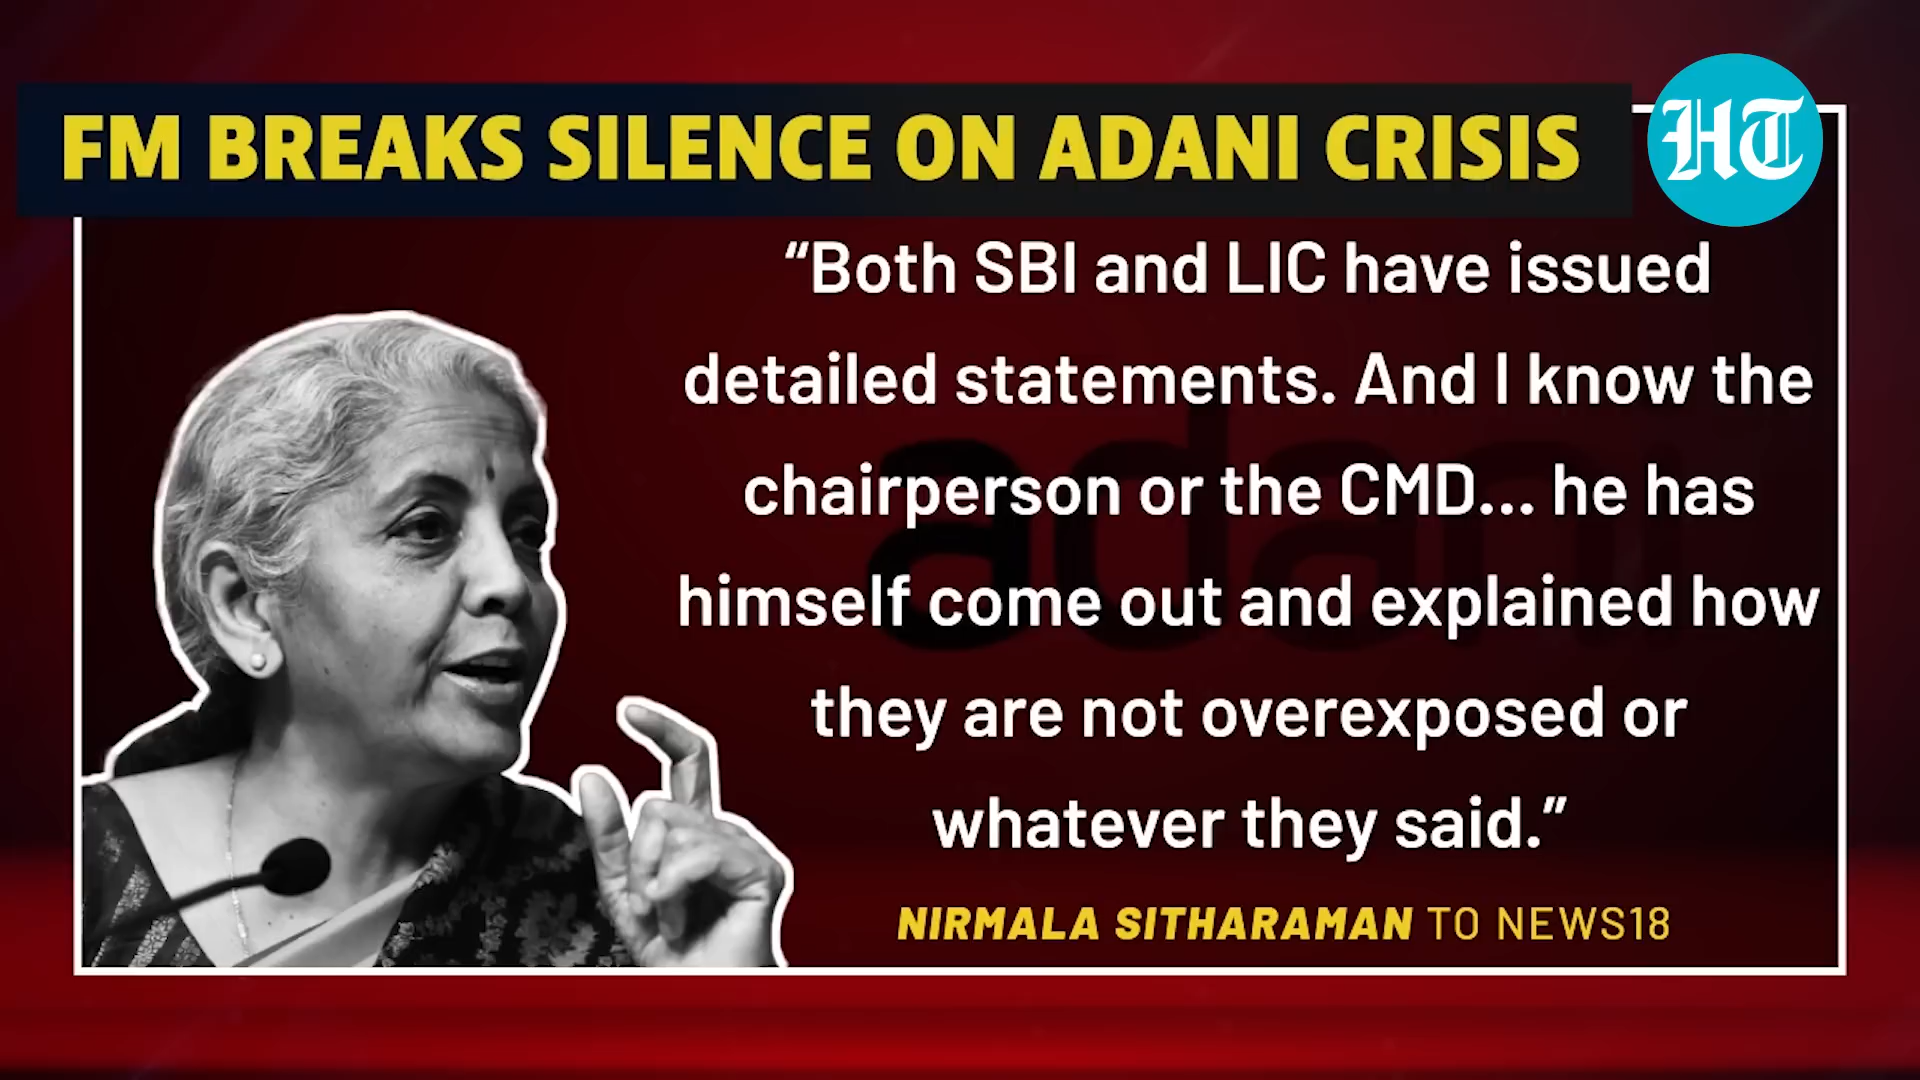 FM BREAKS SILENCE ON ADANI CRISIS
HT
“Both SBI and LIC have issued
detailed statements. And I know the
chairperson or the CMD... he has
himself come out and explained how
they are not overexposed or
whatever they said.”
NIRMALA SITHARAMAN TO NEWS18
adani